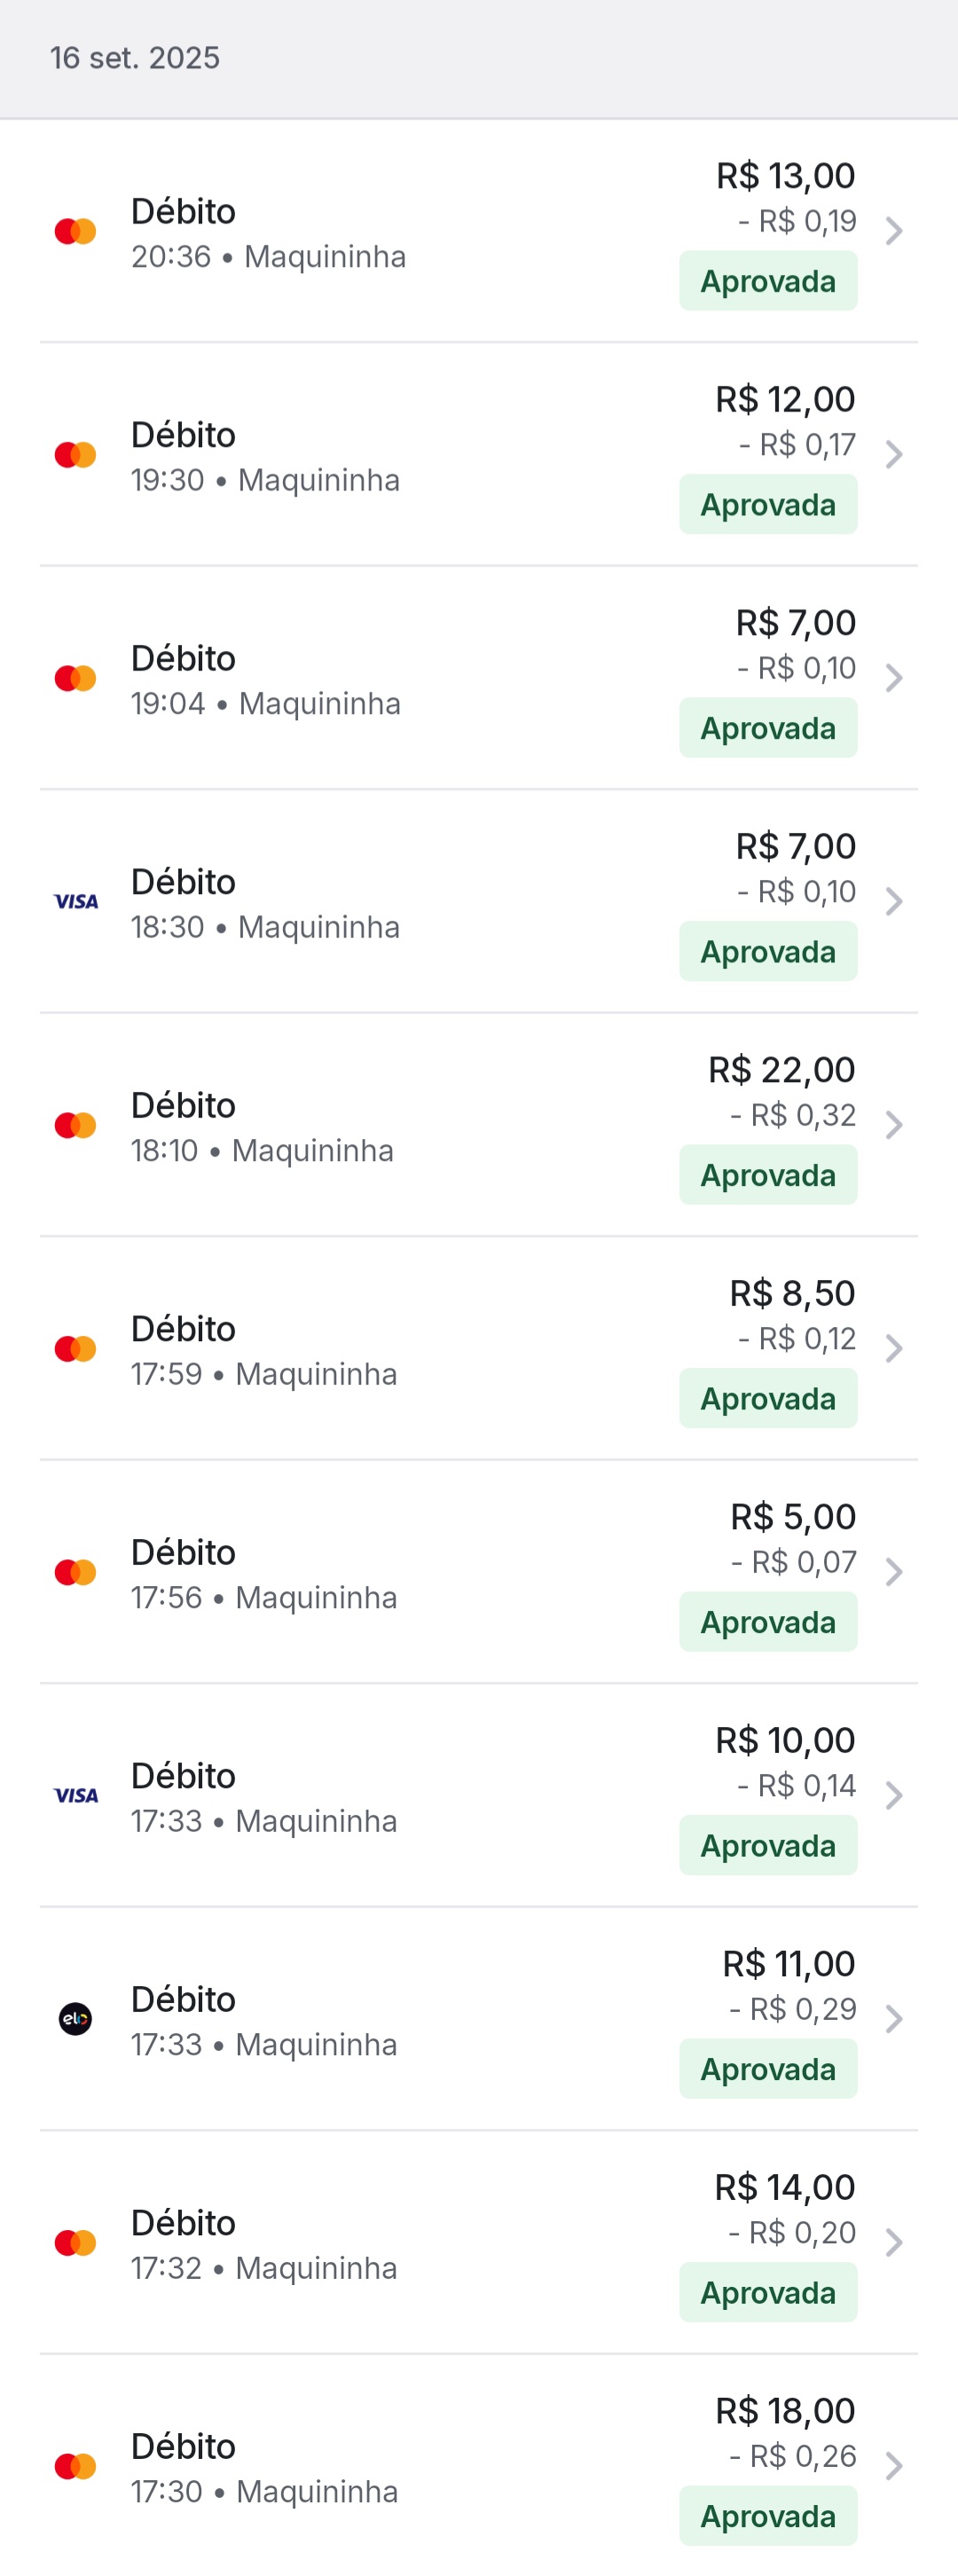 16 set. 2025
R$ 13,00
Débito
- R$ 0,19
20:36 • Maquininha
Aprovada
R$ 12,00
Débito
- R$ 0,17
19:30 • Maquininha
Aprovada
R$ 7,00
Débito
- R$ 0,10
19:04 • Maquininha
Aprovada
R$ 7,00
Débito
- R$ 0,10
VISA
18:30 • Maquininha
Aprovada
R$ 22,00
Débito
- R$ 0,32
18:10 • Maquininha
Aprovada
R$ 8,50
Débito
- R$ 0,12
17:59 • Maquininha
Aprovada
R$ 5,00
Débito
- R$ 0,07
17:56 • Maquininha
Aprovada
R$ 10,00
Débito
- R$ 0,14
VISA
17:33 • Maquininha
Aprovada
R$ 11,00
Débito
- R$ 0,29
elo
17:33 • Maquininha
Aprovada
R$ 14,00
Débito
- R$ 0,20
17:32 • Maquininha
Aprovada
R$ 18,00
Débito
- R$ 0,26
17:30 • Maquininha
Aprovada